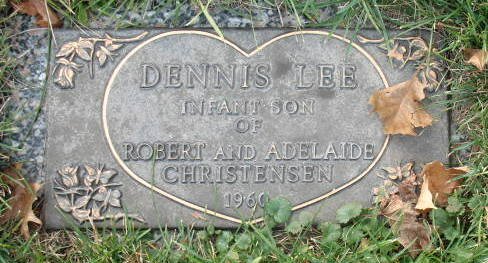 DENNIS LEE
INFANT SON
OF
ROBERT AND ADELAIDE
CHRISTENSEN
1960